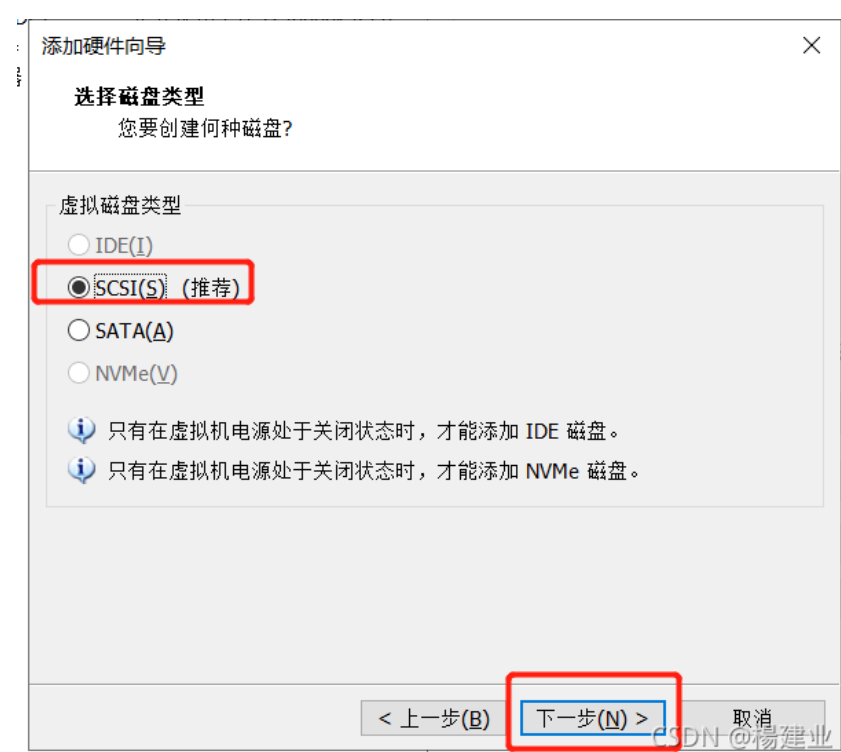 添加硬件向导
选择磁盘类型
您要创建何种磁盘?
虚拟磁盘类型
IDE(I)
SCSI(S) (推荐)
SATA(A)
NVMe(V)
只有在虚拟机电源处于关闭状态时，才能添加 IDE 磁盘。
只有在虚拟机电源处于关闭状态时，才能添加 NVMe 磁盘。
< 上一步(B) 下一步(N) > 取消
CSDN @楊建业